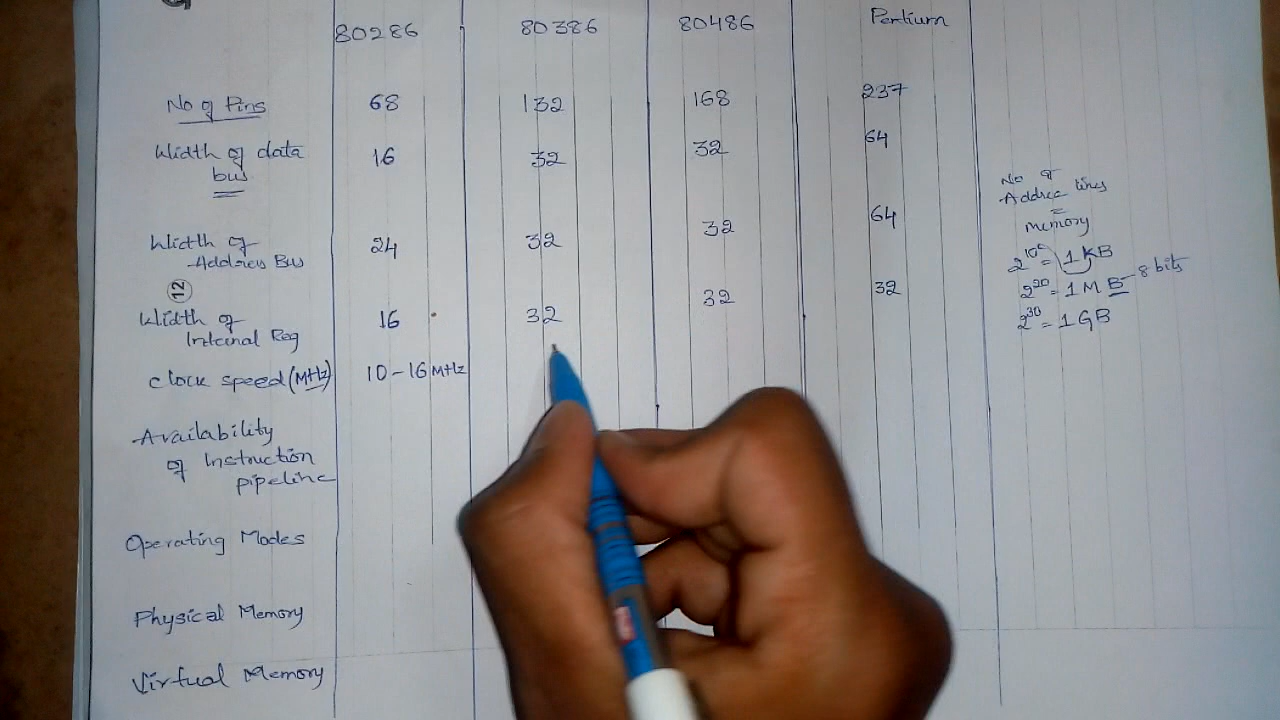 80286 80386 80486 Pentium
No of Pins 68 132 168 237
Width of data 16 32 32 64
bus
Width of 24 32 32 64
Address Bus
12
Width of 16 32 32 32
Internal Reg
Clock speed (MHz) 10-16 MHz
Availability
of Instruction
pipeline
Operating Modes
Physical Memory
Virtual Memory
No of
Address lines
=
memory
2^10 = 1 KB
2^20 = 1 M B - 8 bits
2^30 = 1 GB